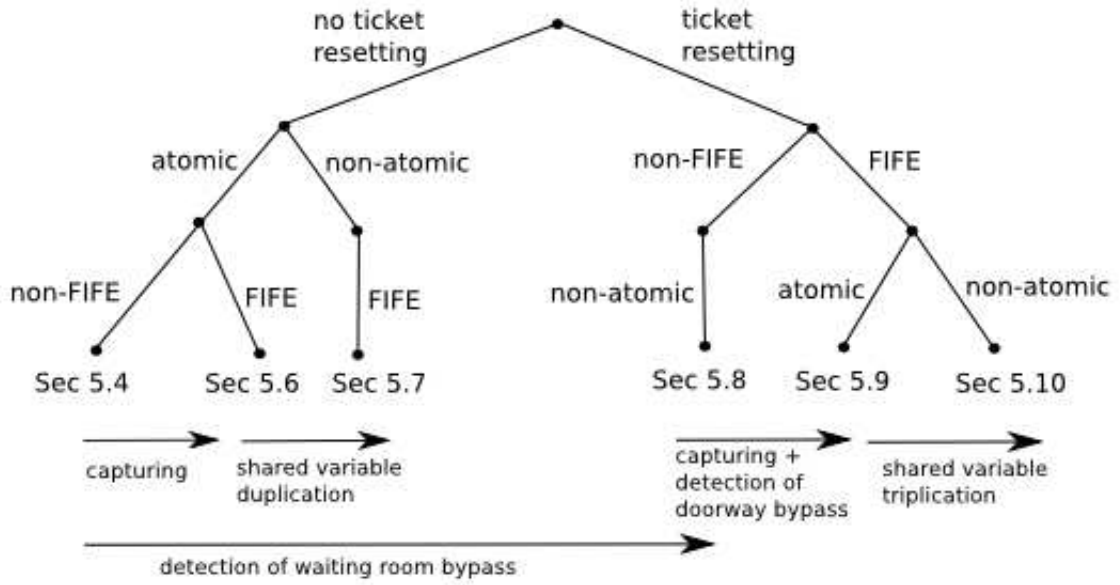 no ticket
resetting
ticket
resetting
atomic
non-atomic
non-FIFE
FIFE
non-FIFE
FIFE
FIFE
non-atomic
atomic
non-atomic
Sec 5.4
Sec 5.6
Sec 5.7
Sec 5.8
Sec 5.9
Sec 5.10
capturing
shared variable
duplication
capturing +
detection of
doorway bypass
shared variable
triplication
detection of waiting room bypass